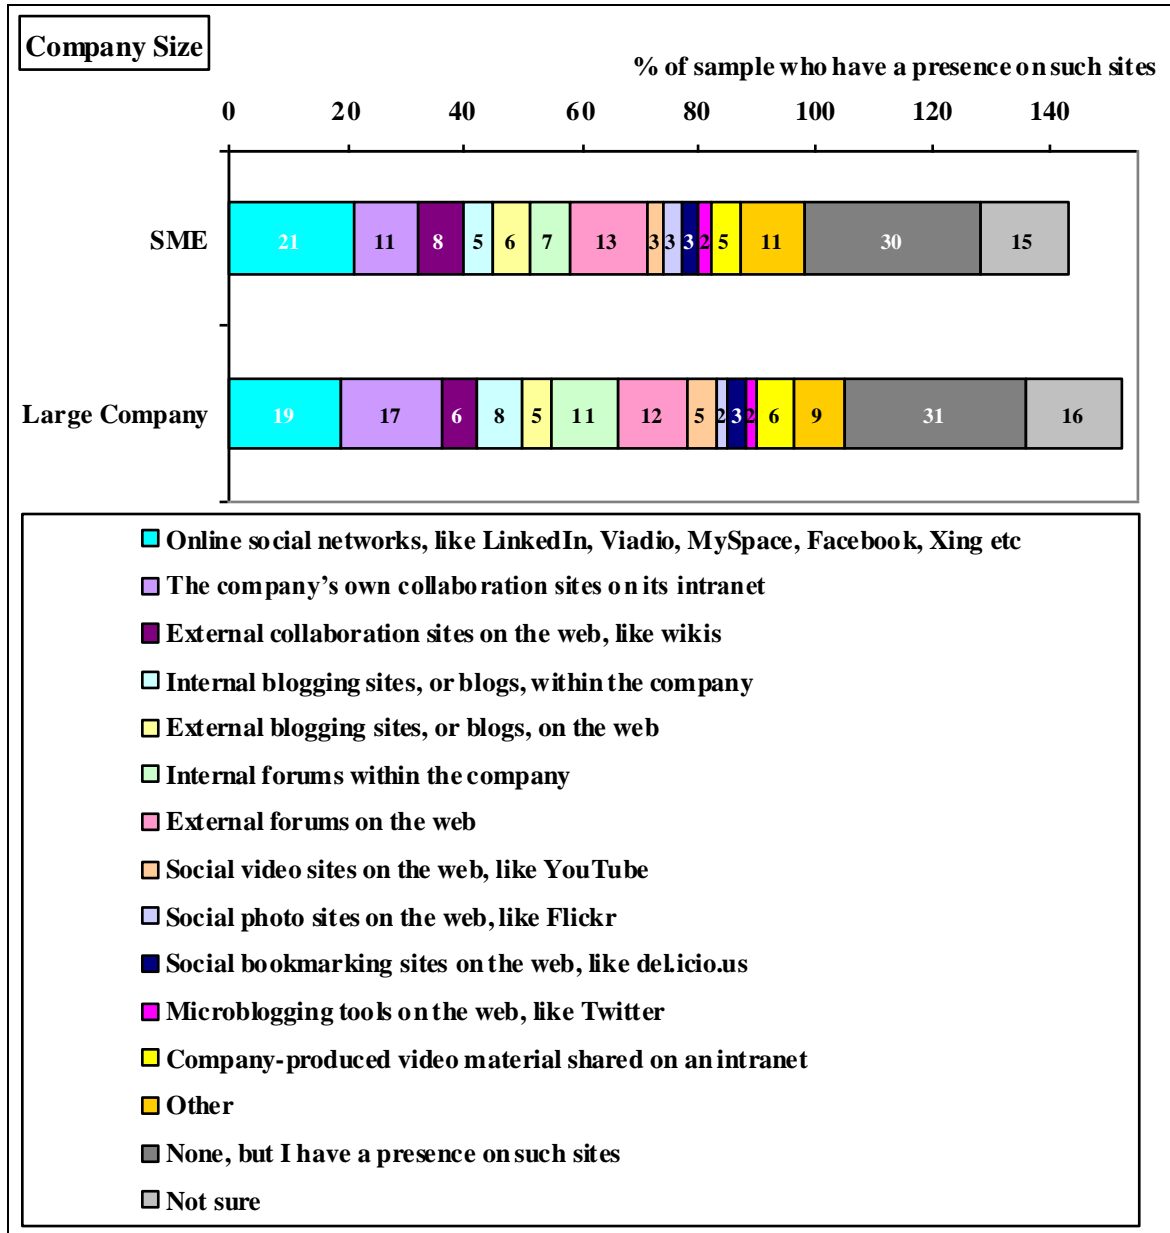 Company Size
% of sample who have a presence on such sites
0 20 40 60 80 100 120 140
SME
21 11 8 5 6 7 13 3 3 3 2 5 11 30 15
Large Company
19 17 6 8 5 11 12 5 2 3 2 6 9 31 16
Online social networks, like LinkedIn, Viadio, MySpace, Facebook, Xing etc
The company’s own collaboration sites on its intranet
External collaboration sites on the web, like wikis
Internal blogging sites, or blogs, within the company
External blogging sites, or blogs, on the web
Internal forums within the company
External forums on the web
Social video sites on the web, like YouTube
Social photo sites on the web, like Flickr
Social bookmarking sites on the web, like del.icio.us
Microblogging tools on the web, like Twitter
Company-produced video material shared on an intranet
Other
None, but I have a presence on such sites
Not sure